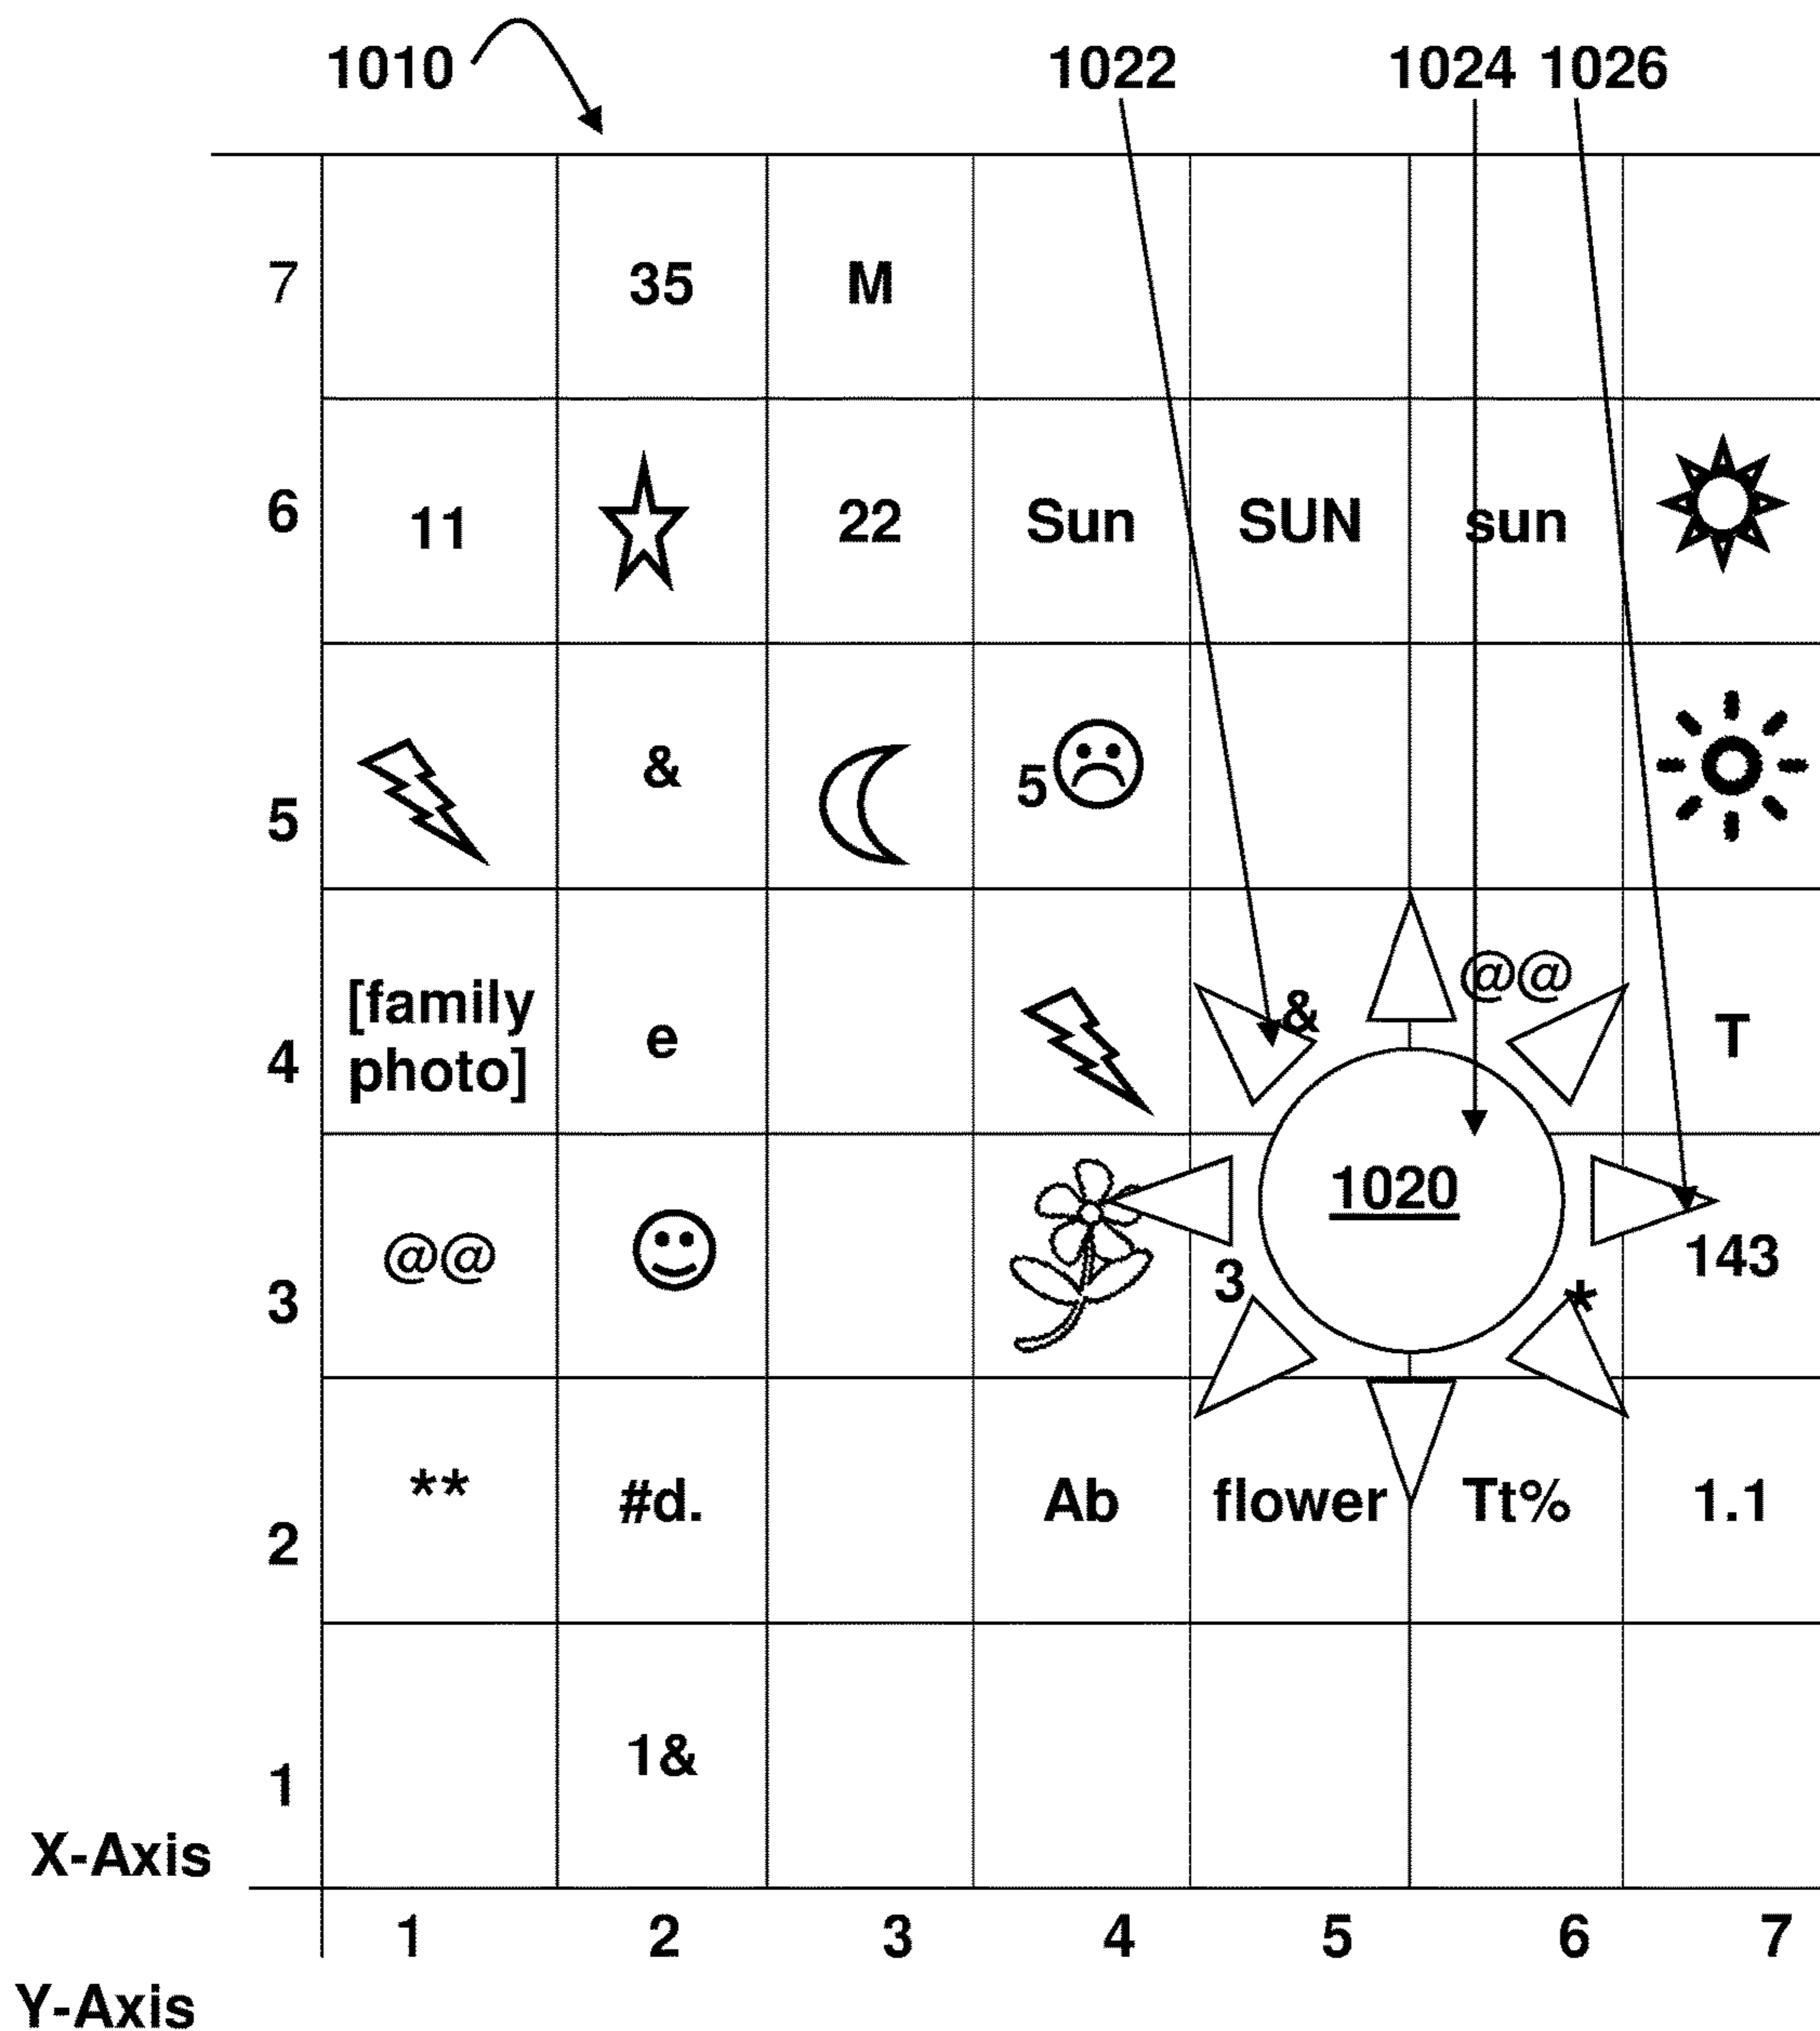 1010 1022 1024 1026
7 35 M
6 11 22 Sun SUN sun
5 & 5
4 [family photo] e & @@ T
3 @@ 3 1020 * 143
2 ** #d. Ab flower Tt% 1.1
1 1&
X-Axis
1 2 3 4 5 6 7
Y-Axis